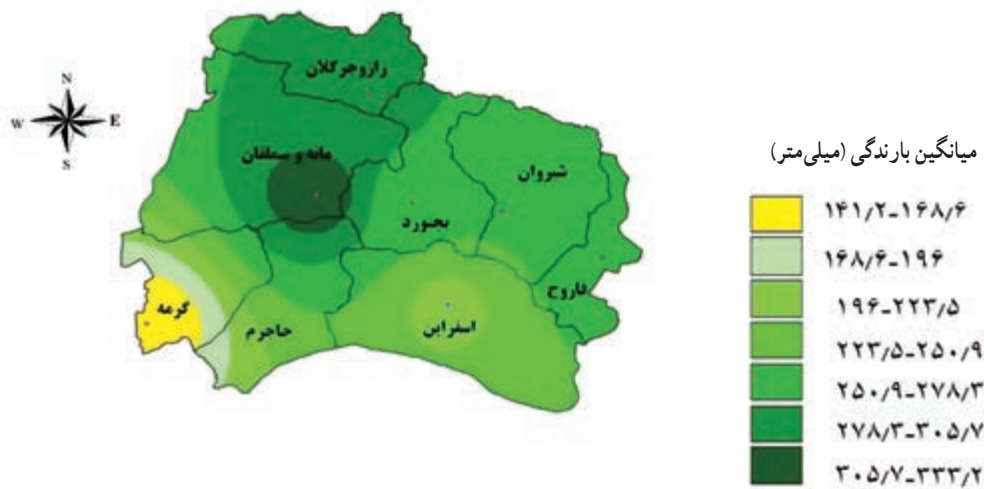 رازوجرگلان
N
W
E
S
مانه و سملقان
شیروان
بجنورد
فاروج
گرمه
جاجرم
اسفراین
میانگین بارندگی (میلی‌متر)
۱۴۱٫۲-۱۶۸٫۶
۱۶۸٫۶-۱۹۶
۱۹۶-۲۲۳٫۵
۲۲۳٫۵-۲۵۰٫۹
۲۵۰٫۹-۲۷۸٫۳
۲۷۸٫۳-۳۰۵٫۷
۳۰۵٫۷-۳۳۳٫۲